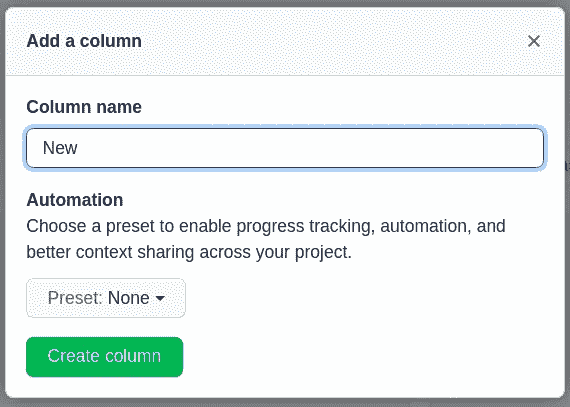 Add a column
Column name
New
Automation
Choose a preset to enable progress tracking, automation, and
better context sharing across your project.
Preset: None
Create column